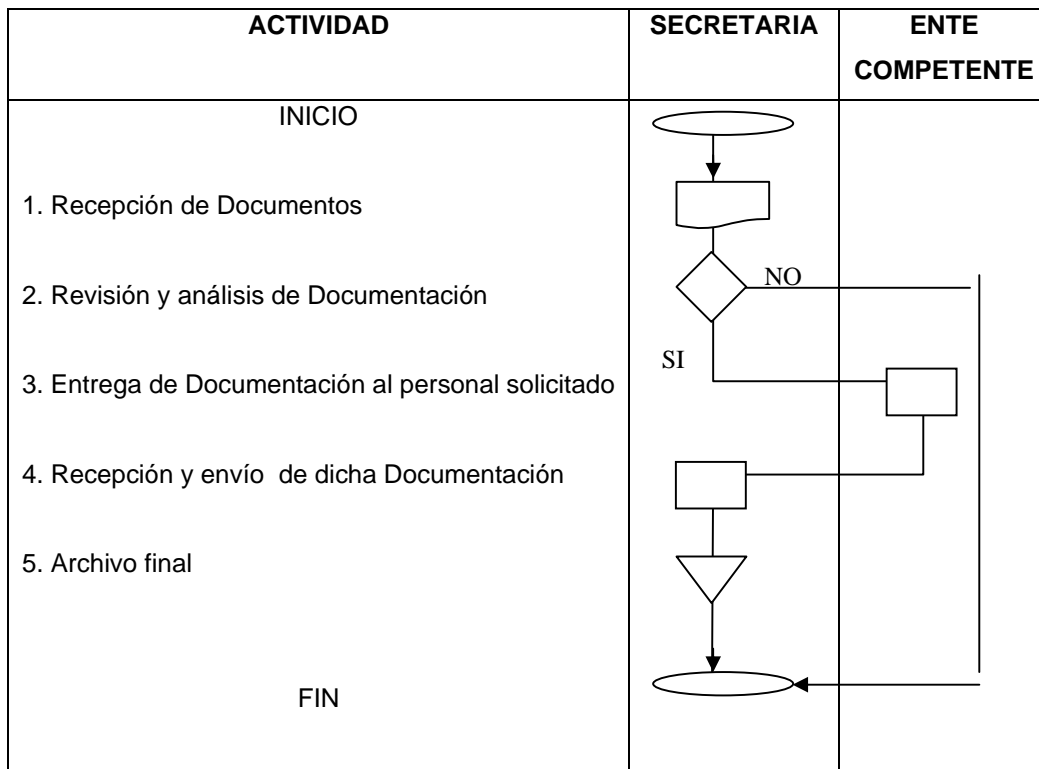 ACTIVIDAD
SECRETARIA
ENTE
COMPETENTE
INICIO
1. Recepción de Documentos
2. Revisión y análisis de Documentación
NO
SI
3. Entrega de Documentación al personal solicitado
4. Recepción y envío  de dicha Documentación
5. Archivo final
FIN